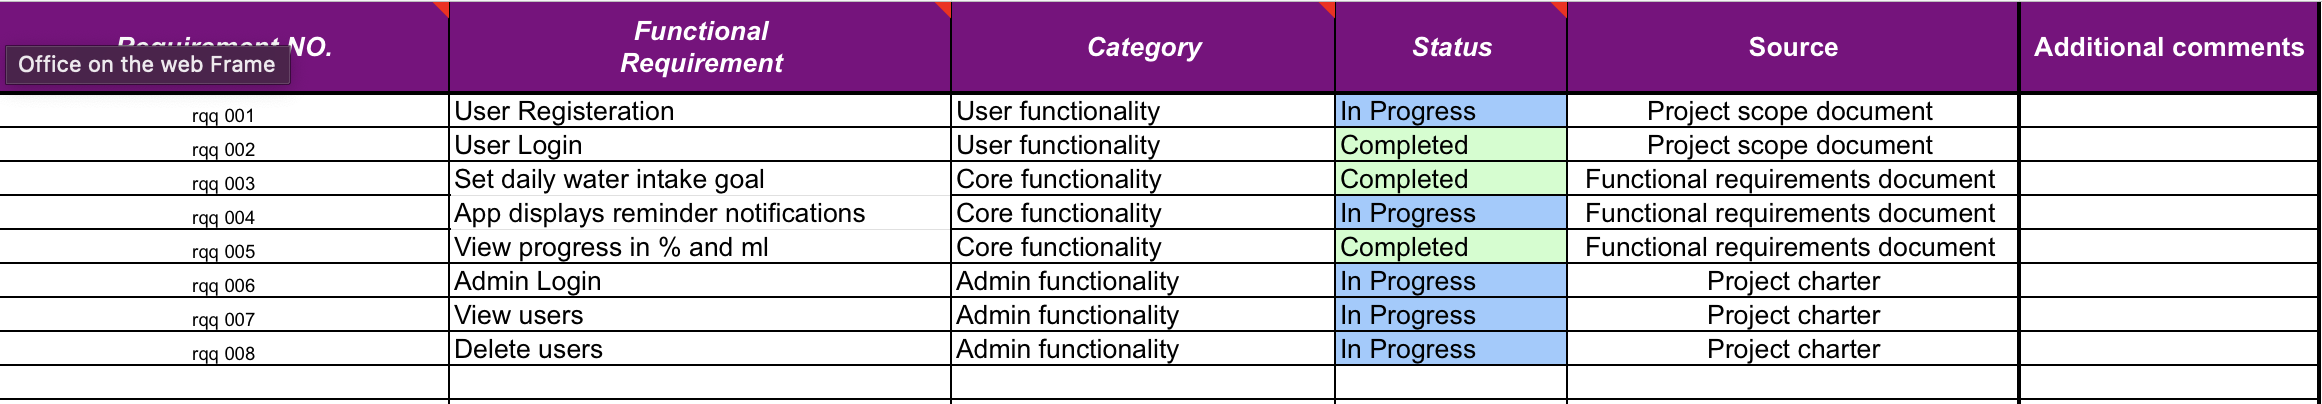 Requirement NO.
Functional
Requirement
Category
Status
Source
Additional comments
Office on the web Frame
rqq 001 User Registeration User functionality In Progress Project scope document
rqq 002 User Login User functionality Completed Project scope document
rqq 003 Set daily water intake goal Core functionality Completed Functional requirements document
rqq 004 App displays reminder notifications Core functionality In Progress Functional requirements document
rqq 005 View progress in % and ml Core functionality Completed Functional requirements document
rqq 006 Admin Login Admin functionality In Progress Project charter
rqq 007 View users Admin functionality In Progress Project charter
rqq 008 Delete users Admin functionality In Progress Project charter